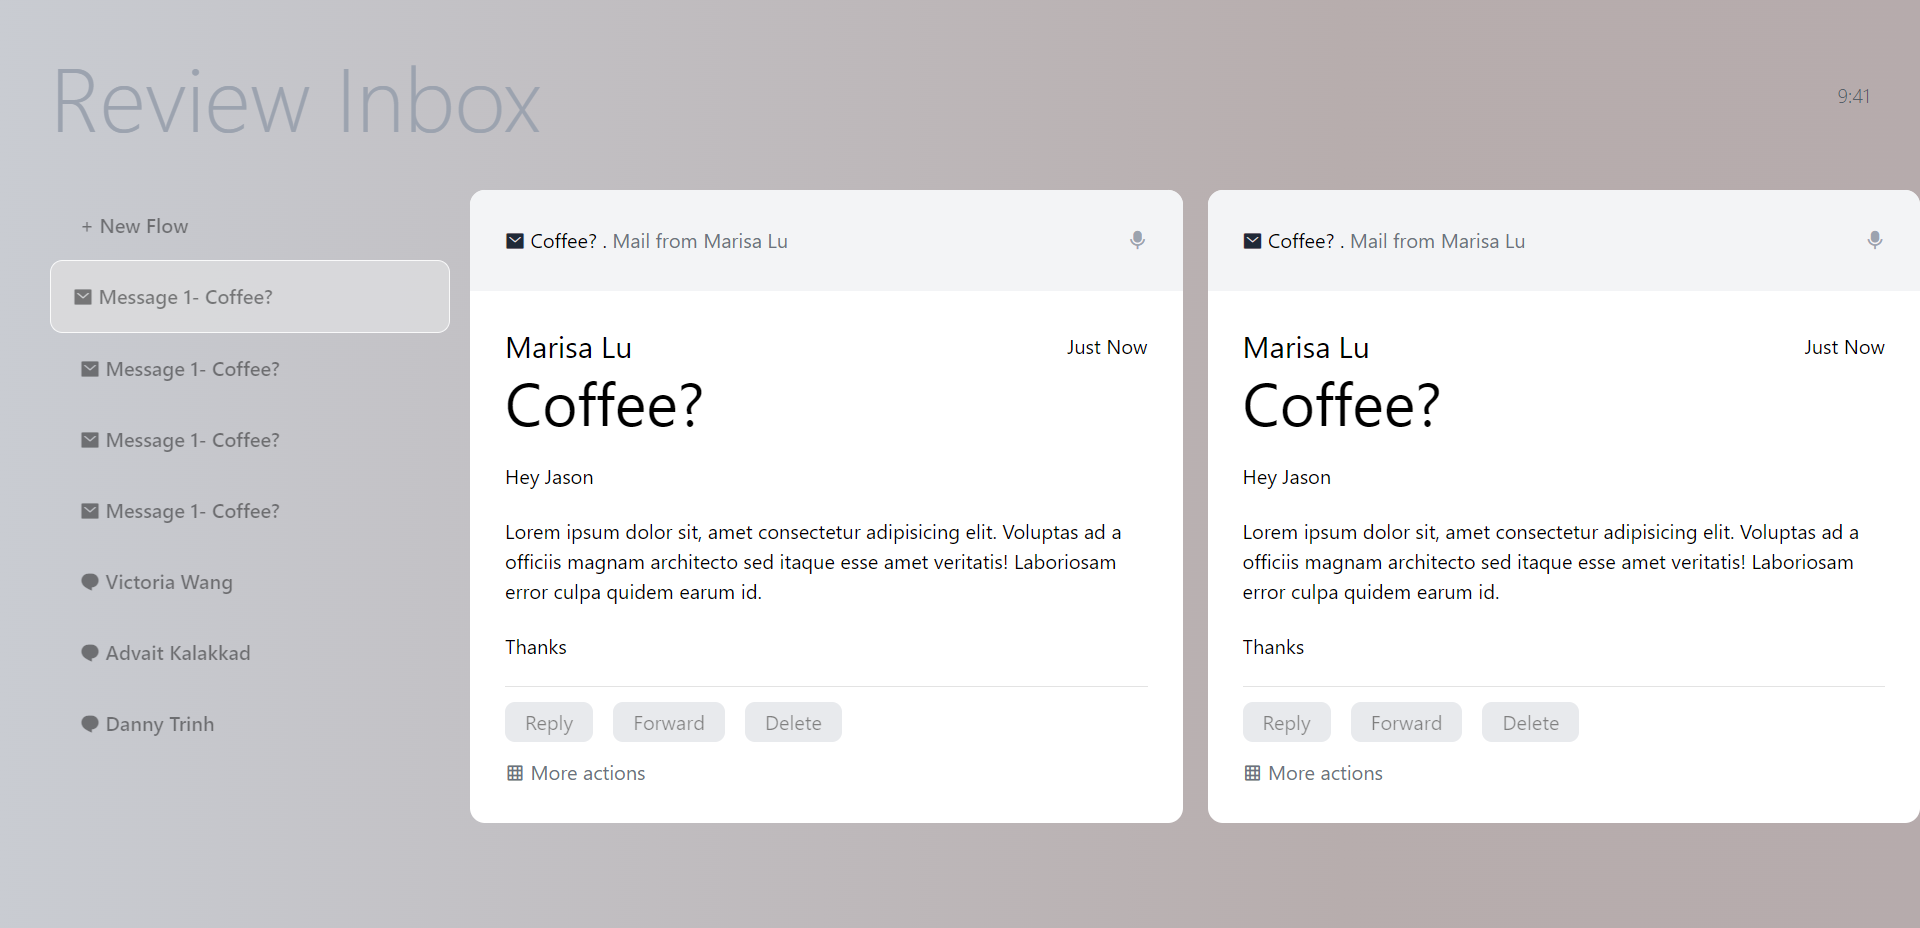 Review Inbox
9:41
+ New Flow
Message 1- Coffee?
Message 1- Coffee?
Message 1- Coffee?
Message 1- Coffee?
Victoria Wang
Advait Kalakkad
Danny Trinh
Coffee? . Mail from Marisa Lu
Marisa Lu
Just Now
Coffee?
Hey Jason
Lorem ipsum dolor sit, amet consectetur adipisicing elit. Voluptas ad a
officiis magnam architecto sed itaque esse amet veritatis! Laboriosam
error culpa quidem earum id.
Thanks
Reply Forward Delete
More actions
Coffee? . Mail from Marisa Lu
Marisa Lu
Just Now
Coffee?
Hey Jason
Lorem ipsum dolor sit, amet consectetur adipisicing elit. Voluptas ad a
officiis magnam architecto sed itaque esse amet veritatis! Laboriosam
error culpa quidem earum id.
Thanks
Reply Forward Delete
More actions